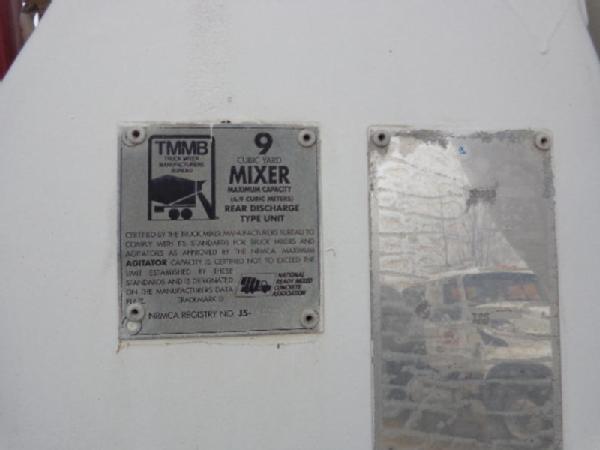 TMMB
TRUCK MIXER
MANUFACTURERS
BUREAU
9
CUBIC YARD
MIXER
MAXIMUM CAPACITY
(6.9 CUBIC METERS)
REAR DISCHARGE
TYPE UNIT
CERTIFIED BY THE TRUCK MIXER MANUFACTURERS BUREAU TO
COMPLY WITH ITS STANDARDS FOR TRUCK MIXERS AND
AGITATORS AS APPROVED BY THE NRMCA. MAXIMUM
AGITATOR CAPACITY IS CERTIFIED NOT TO EXCEED THE
LIMIT ESTABLISHED BY THESE
STANDARDS AND IS DESIGNATED
ON THE MANUFACTURERS DATA
PLATE.
TRADEMARK ©
NATIONAL
READY MIXED
CONCRETE
ASSOCIATION
NRMCA REGISTRY NO. J5-